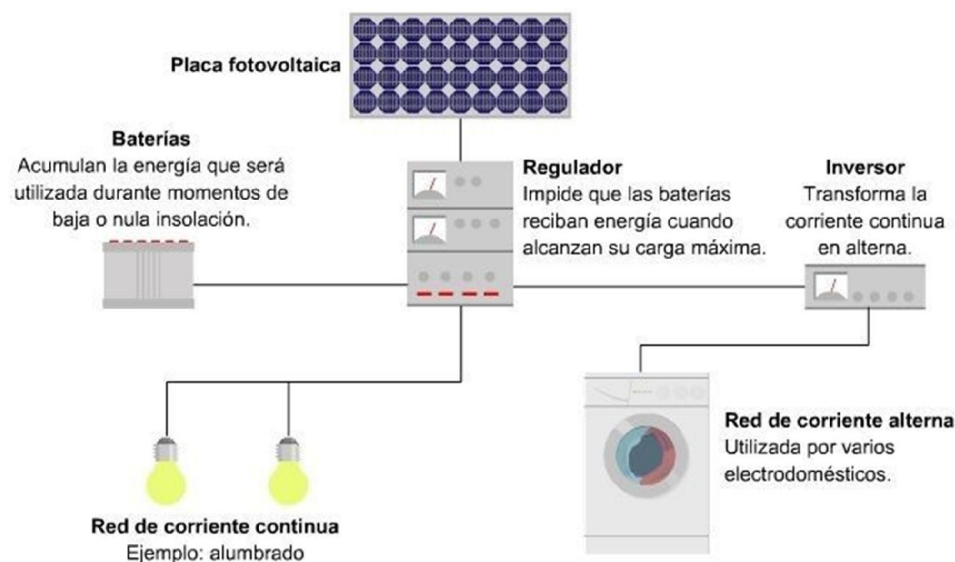 Placa fotovoltaica
Baterías
Acumulan la energía que será
utilizada durante momentos de
baja o nula insolación.
Regulador
Impide que las baterías
reciban energía cuando
alcanzan su carga máxima.
Inversor
Transforma la
corriente continua
en alterna.
Red de corriente alterna
Utilizada por varios
electrodomésticos.
Red de corriente continua
Ejemplo: alumbrado